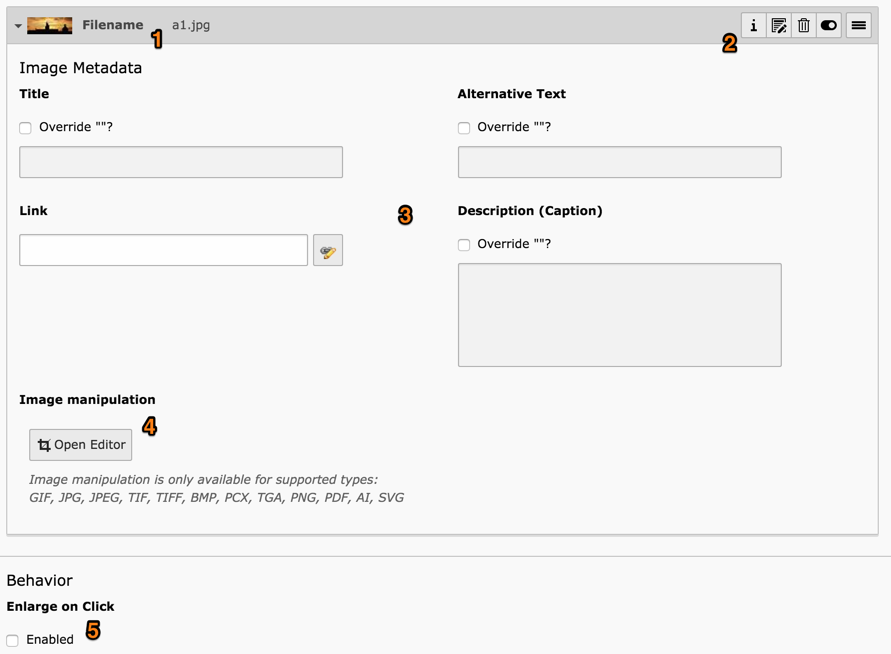 Filename a1.jpg
1
2
Image Metadata
Title
Alternative Text
Override ""?
Override ""?
Link
3
Description (Caption)
Override ""?
Image manipulation
4
Open Editor
Image manipulation is only available for supported types:
GIF, JPG, JPEG, TIF, TIFF, BMP, PCX, TGA, PNG, PDF, AI, SVG
Behavior
Enlarge on Click
5
Enabled